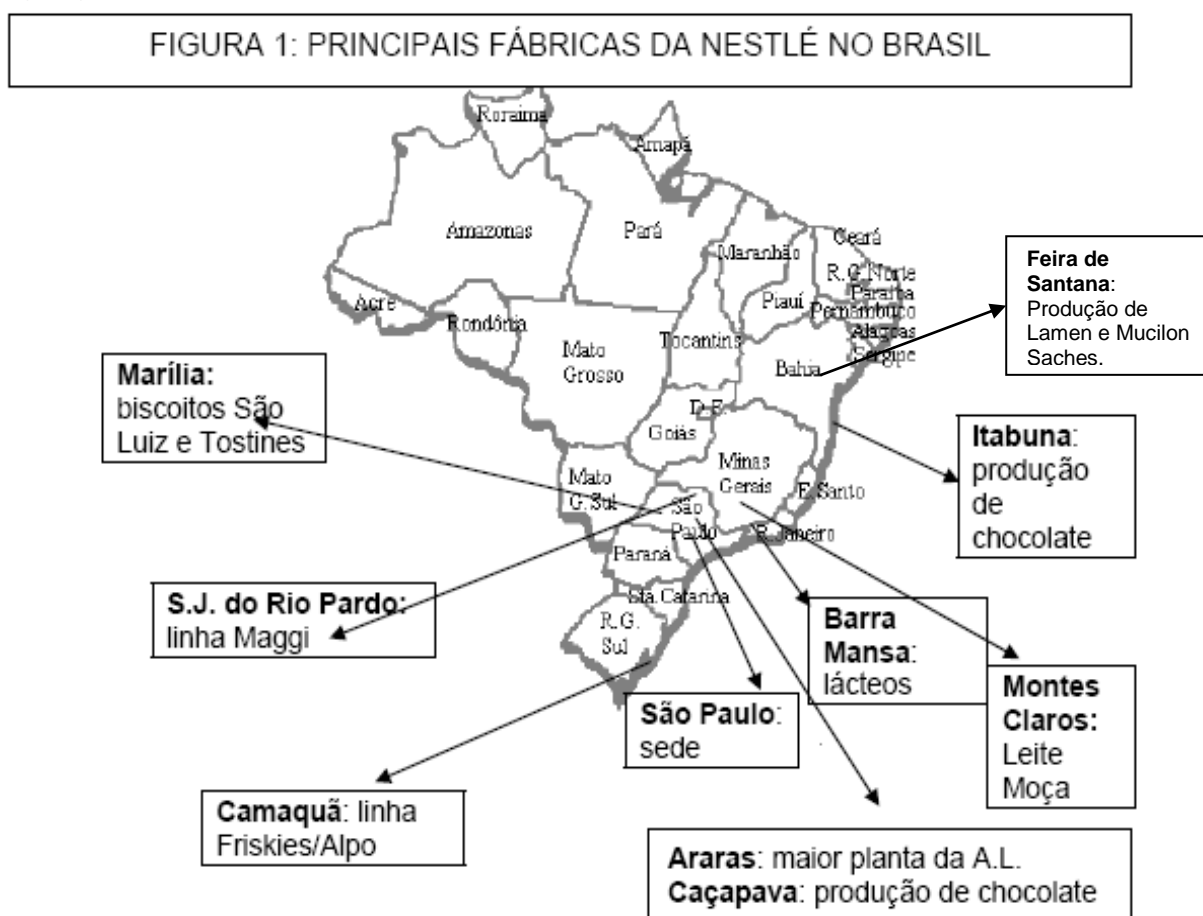 FIGURA 1: PRINCIPAIS FÁBRICAS DA NESTLÉ NO BRASIL
Roraima
Amapá
Amazonas
Pará
Maranhão
Ceará
R.G.Norte
Paraíba
Piauí
Pernambuco
Alagoas
Sergipe
Acre
Rondônia
Tocantins
Mato
Grosso
Bahia
D.F.
Goiás
Minas
Gerais
E.Santo
Mato
G.Sul
São
Paulo
R.Janeiro
Paraná
Sta.Catarina
R.G.
Sul
Feira de
Santana:
Produção de
Lamen e Mucilon
Saches.
Marília:
biscoitos São
Luiz e Tostines
Itabuna:
produção
de
chocolate
S.J. do Rio Pardo:
linha Maggi
Barra
Mansa:
lácteos
Montes
Claros:
Leite
Moça
São Paulo:
sede
Camaquã: linha
Friskies/Alpo
Araras: maior planta da A.L.
Caçapava: produção de chocolate